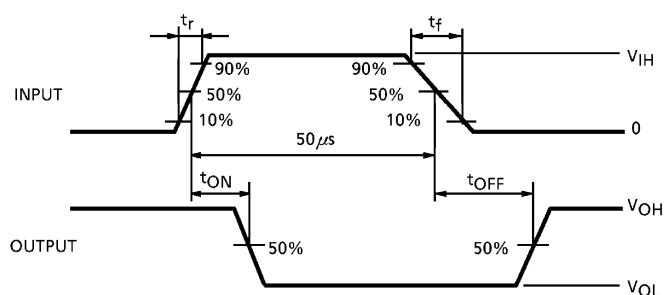 tr
tf
VIH
90%
90%
INPUT
50%
50%
10%
10%
0
50μs
tON
tOFF
VOH
OUTPUT
50%
50%
VOL